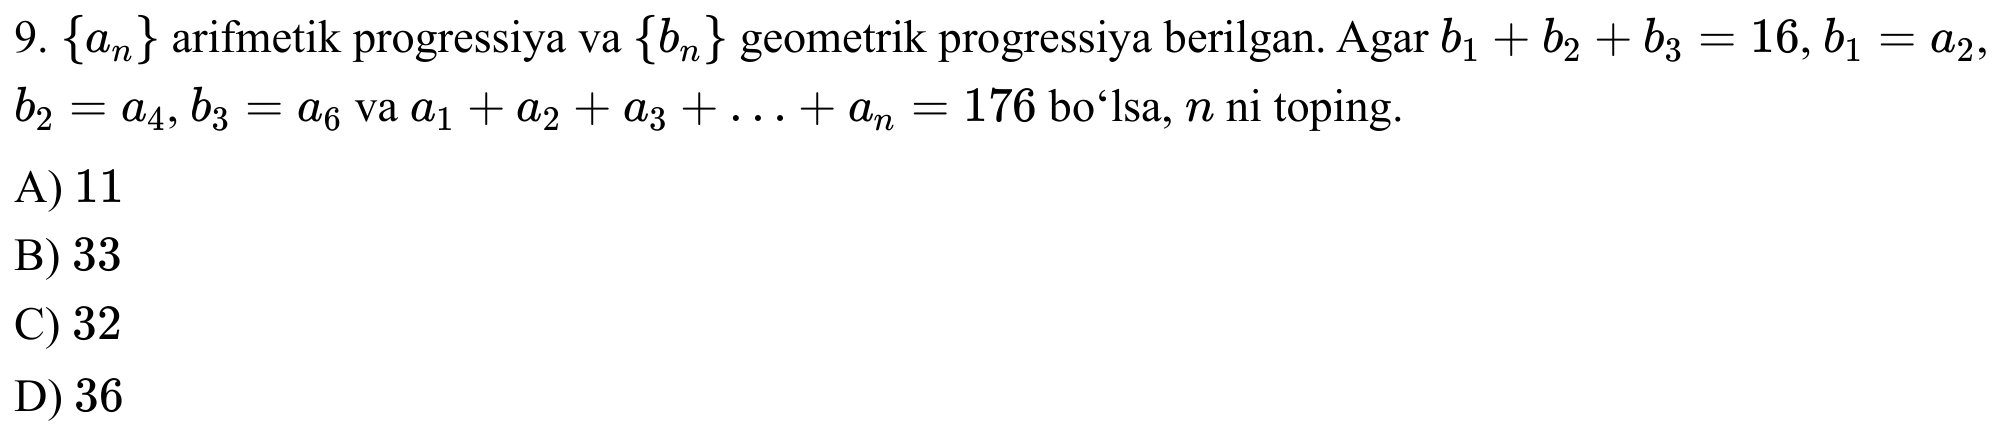 9. {aₙ} arifmetik progressiya va {bₙ} geometrik progressiya berilgan. Agar b₁ + b₂ + b₃ = 16, b₁ = a₂,
b₂ = a₄, b₃ = a₆ va a₁ + a₂ + a₃ + . . . + aₙ = 176 bo‘lsa, n ni toping.
A) 11
B) 33
C) 32
D) 36